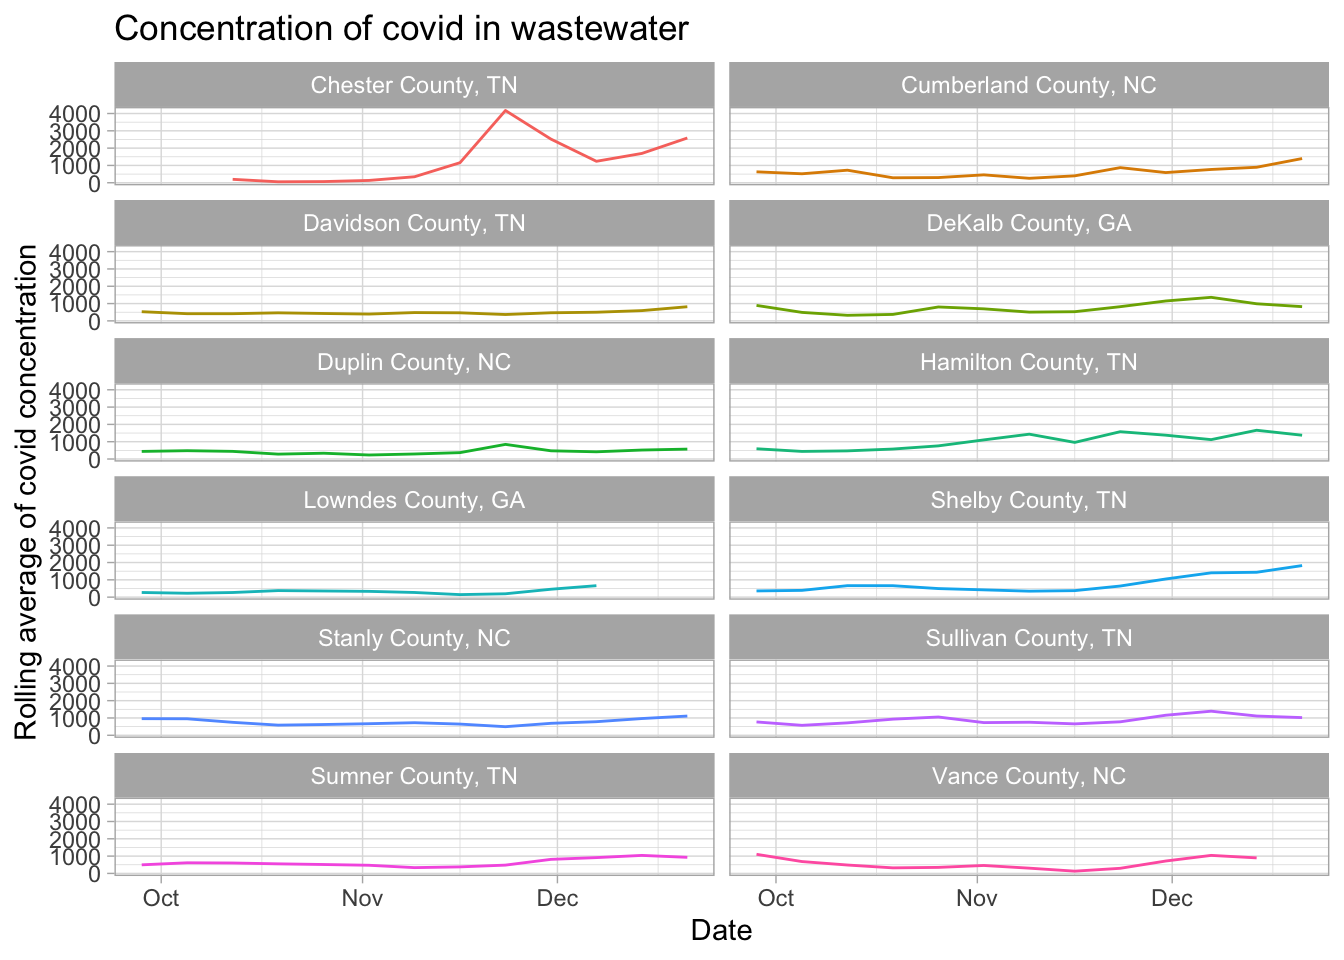 Concentration of covid in wastewater
Chester County, TN
Cumberland County, NC
4000
3000
2000
1000
0
Davidson County, TN
DeKalb County, GA
4000
3000
2000
1000
0
Duplin County, NC
Hamilton County, TN
4000
3000
2000
1000
0
Lowndes County, GA
Shelby County, TN
4000
3000
2000
1000
0
Stanly County, NC
Sullivan County, TN
4000
3000
2000
1000
0
Sumner County, TN
Vance County, NC
4000
3000
2000
1000
0
Rolling average of covid concentration
Oct Nov Dec
Oct Nov Dec
Date